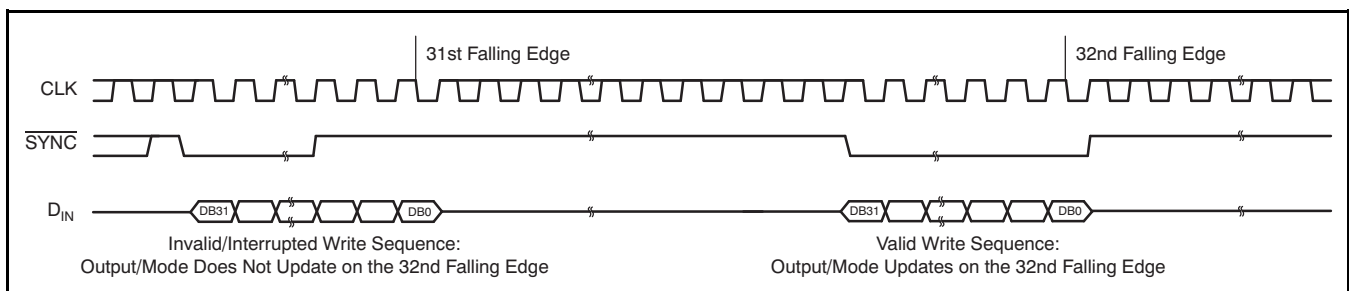 31st Falling Edge
32nd Falling Edge
CLK
SYNC
DIN
DB31
DB0
DB31
DB0
Invalid/Interrupted Write Sequence:
Output/Mode Does Not Update on the 32nd Falling Edge
Valid Write Sequence:
Output/Mode Updates on the 32nd Falling Edge